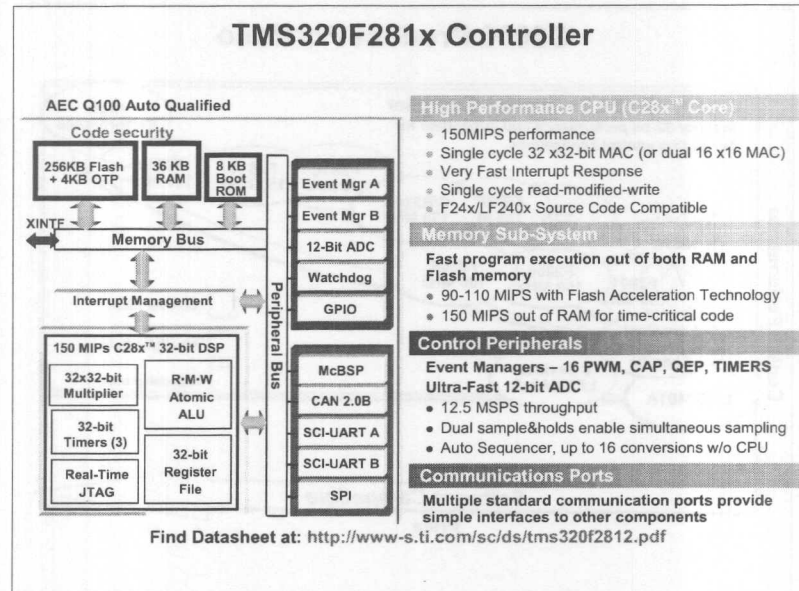 TMS320F281x Controller
AEC Q100 Auto Qualified
Code security
256KB Flash
+ 4KB OTP
36 KB
RAM
8 KB
Boot
ROM
XINTF
Memory Bus
Interrupt Management
150 MIPs C28x™ 32-bit DSP
32x32-bit
Multiplier
32-bit
Timers (3)
Real-Time
JTAG
R·M·W
Atomic
ALU
32-bit
Register
File
Peripheral Bus
Event Mgr A
Event Mgr B
12-Bit ADC
Watchdog
GPIO
McBSP
CAN 2.0B
SCI-UART A
SCI-UART B
SPI
High Performance CPU (C28x™ Core)
• 150MIPS performance
• Single cycle 32 x32-bit MAC (or dual 16 x16 MAC)
• Very Fast Interrupt Response
• Single cycle read-modified-write
• F24x/LF240x Source Code Compatible
Memory Sub-System
Fast program execution out of both RAM and
Flash memory
• 90-110 MIPS with Flash Acceleration Technology
• 150 MIPS out of RAM for time-critical code
Control Peripherals
Event Managers – 16 PWM, CAP, QEP, TIMERS
Ultra-Fast 12-bit ADC
• 12.5 MSPS throughput
• Dual sample&holds enable simultaneous sampling
• Auto Sequencer, up to 16 conversions w/o CPU
Communications Ports
Multiple standard communication ports provide
simple interfaces to other components
Find Datasheet at: http://www-s.ti.com/sc/ds/tms320f2812.pdf